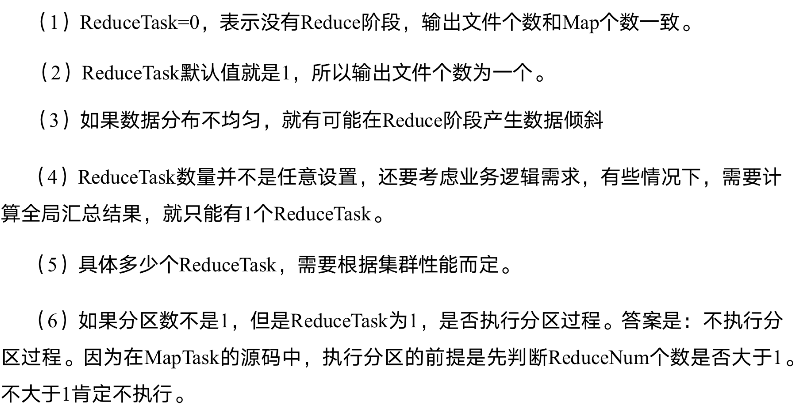 （1）ReduceTask=0，表示没有Reduce阶段，输出文件个数和Map个数一致。
（2）ReduceTask默认值就是1，所以输出文件个数为一个。
（3）如果数据分布不均匀，就有可能在Reduce阶段产生数据倾斜
（4）ReduceTask数量并不是任意设置，还要考虑业务逻辑需求，有些情况下，需要计
算全局汇总结果，就只能有1个ReduceTask。
（5）具体多少个ReduceTask，需要根据集群性能而定。
（6）如果分区数不是1，但是ReduceTask为1，是否执行分区过程。答案是：不执行分
区过程。因为在MapTask的源码中，执行分区的前提是先判断ReduceNum个数是否大于1。
不大于1肯定不执行。